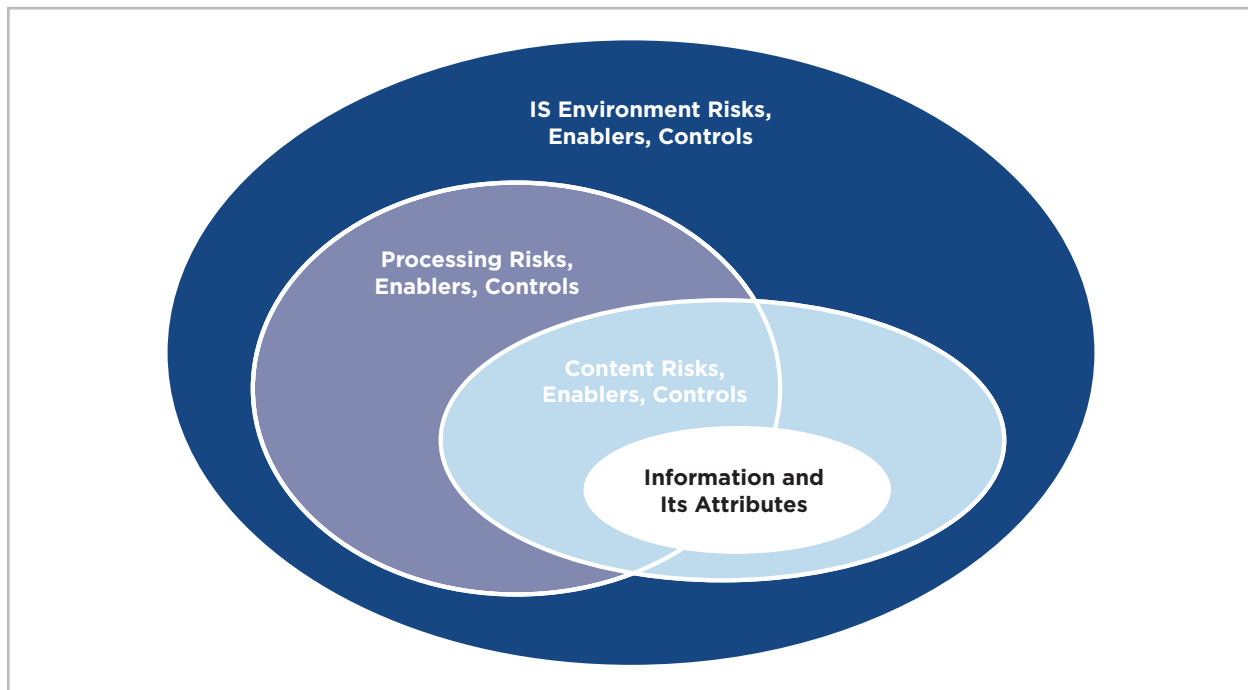 IS Environment Risks,
Enablers, Controls
Processing Risks,
Enablers, Controls
Content Risks,
Enablers, Controls
Information and
Its Attributes